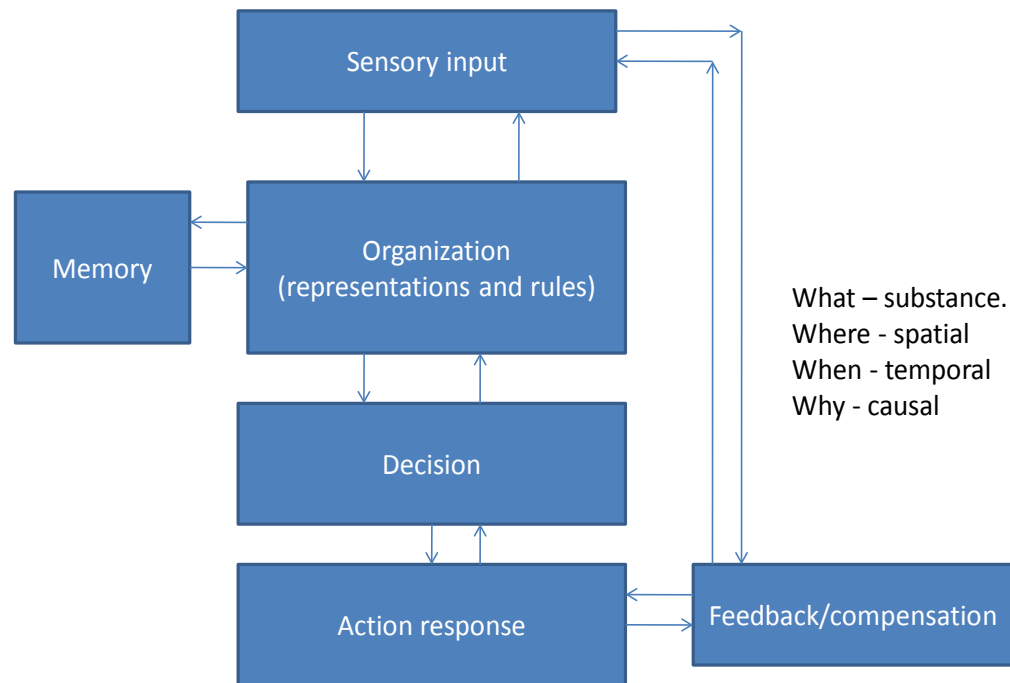 Sensory input
Memory
Organization
(representations and rules)
What – substance.
Where - spatial
When - temporal
Why - causal
Decision
Action response
Feedback/compensation